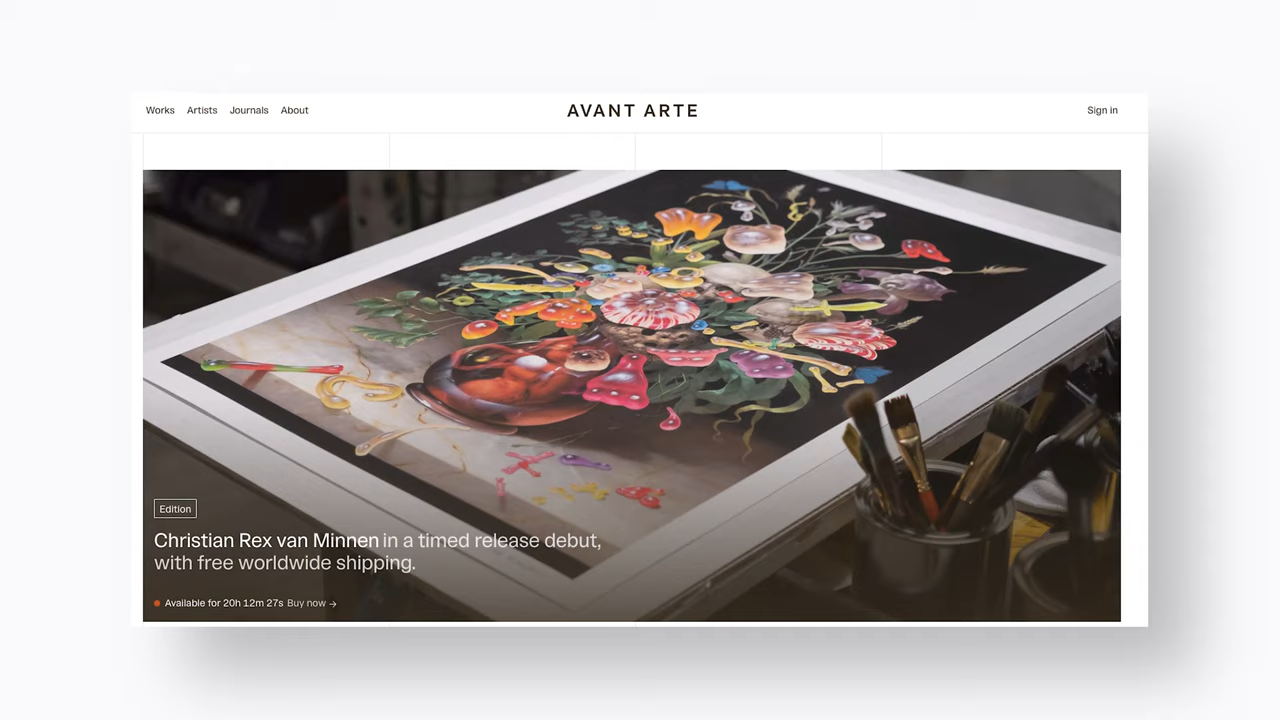 Works Artists Journals About AVANT ARTE Sign in
Edition
Christian Rex van Minnen in a timed release debut,
with free worldwide shipping.
Available for 20h 12m 27s Buy now →